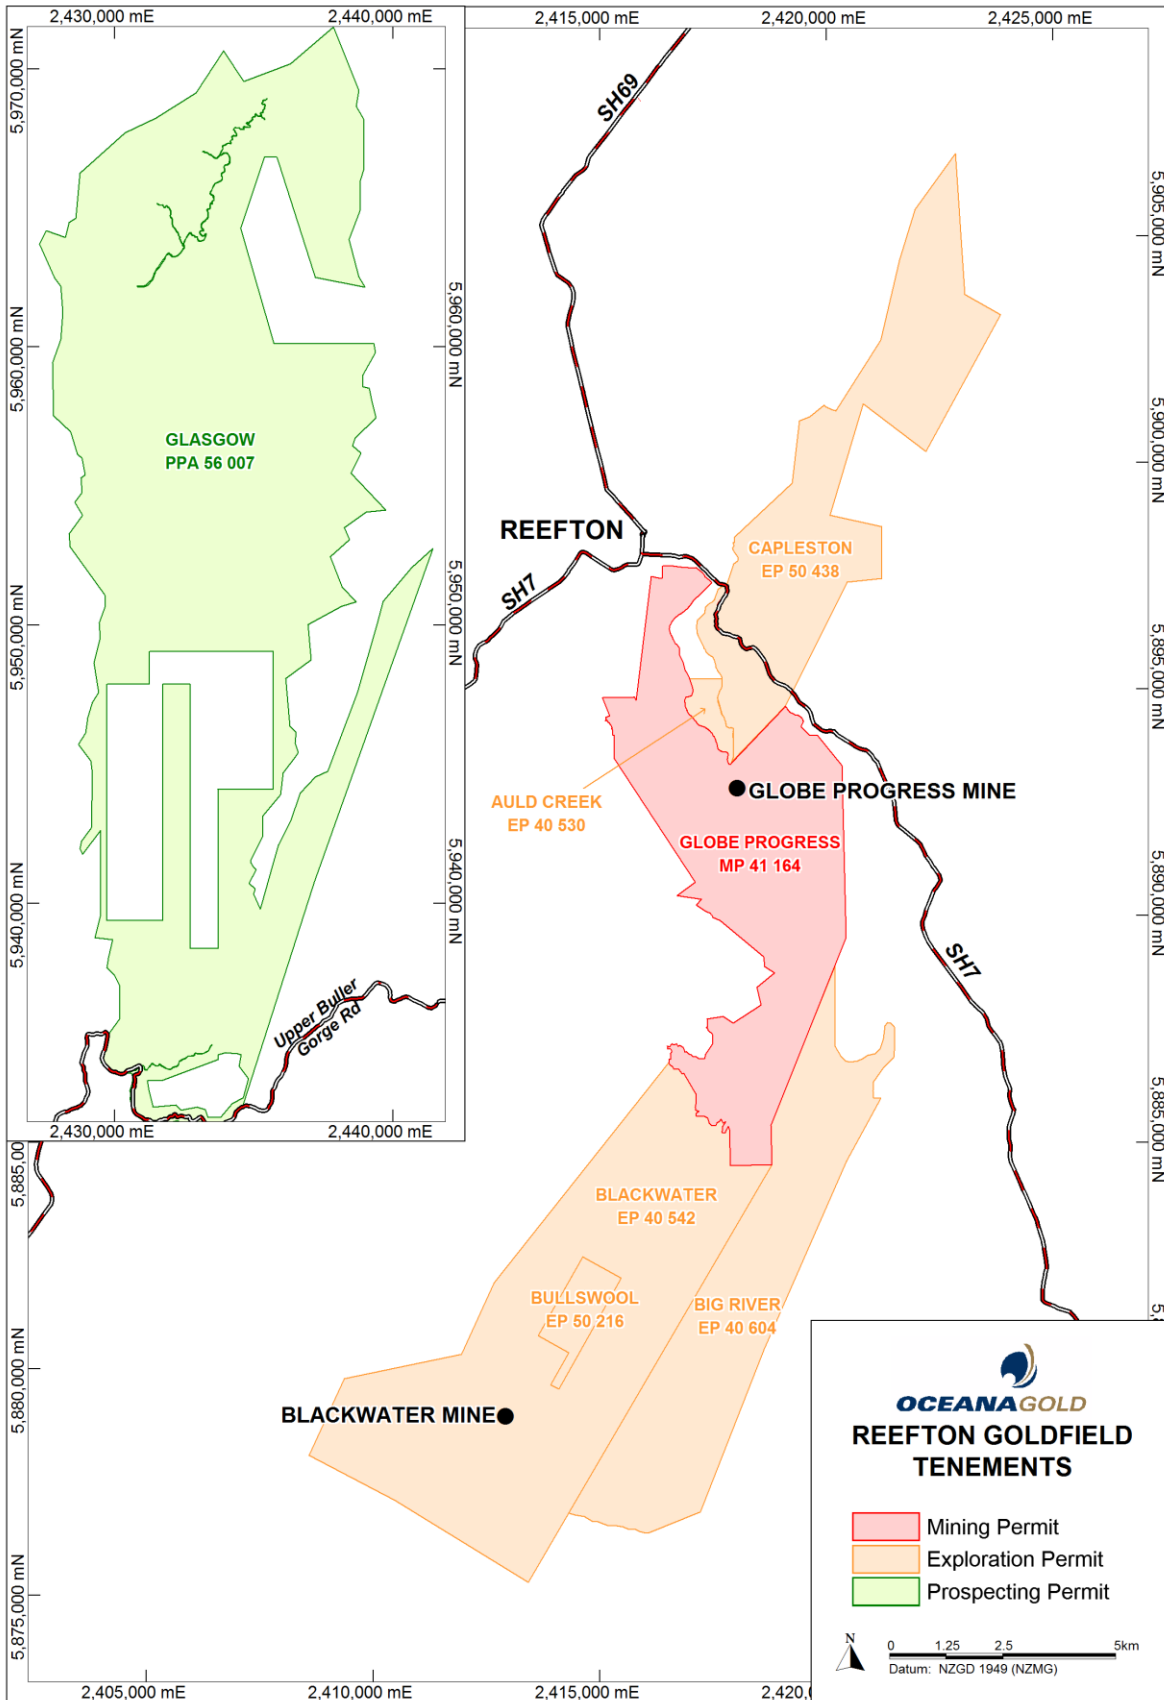 2,430,000 mE
2,440,000 mE
2,415,000 mE
2,420,000 mE
2,425,000 mE
5,970,000 mN
5,960,000 mN
5,950,000 mN
5,940,000 mN
5,960,000 mN
5,950,000 mN
5,940,000 mN
GLASGOW
PPA 56 007
Upper Buller
Gorge Rd
2,430,000 mE
2,440,000 mE
SH69
5,905,000 mN
5,900,000 mN
5,895,000 mN
5,890,000 mN
5,885,000 mN
REEFTON
SH7
CAPLESTON
EP 50 438
AULD CREEK
EP 40 530
GLOBE PROGRESS MINE
GLOBE PROGRESS
MP 41 164
SH7
BLACKWATER
EP 40 542
BULLSWOOL
EP 50 216
BIG RIVER
EP 40 604
BLACKWATER MINE
5,885,00
5,880,000 mN
5,875,000 mN
OCEANAGOLD
REEFTON GOLDFIELD
TENEMENTS
Mining Permit
Exploration Permit
Prospecting Permit
N
0 1.25 2.5 5km
Datum: NZGD 1949 (NZMG)
2,405,000 mE
2,410,000 mE
2,415,000 mE
2,420,0